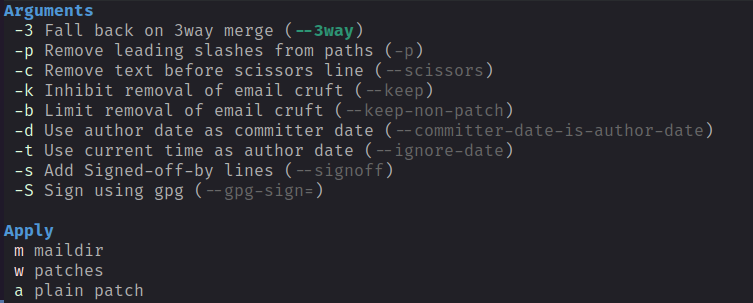 Arguments
-3 Fall back on 3way merge (--3way)
-p Remove leading slashes from paths (-p)
-c Remove text before scissors line (--scissors)
-k Inhibit removal of email cruft (--keep)
-b Limit removal of email cruft (--keep-non-patch)
-d Use author date as committer date (--committer-date-is-author-date)
-t Use current time as author date (--ignore-date)
-s Add Signed-off-by lines (--signoff)
-S Sign using gpg (--gpg-sign=)
Apply
m maildir
w patches
a plain patch